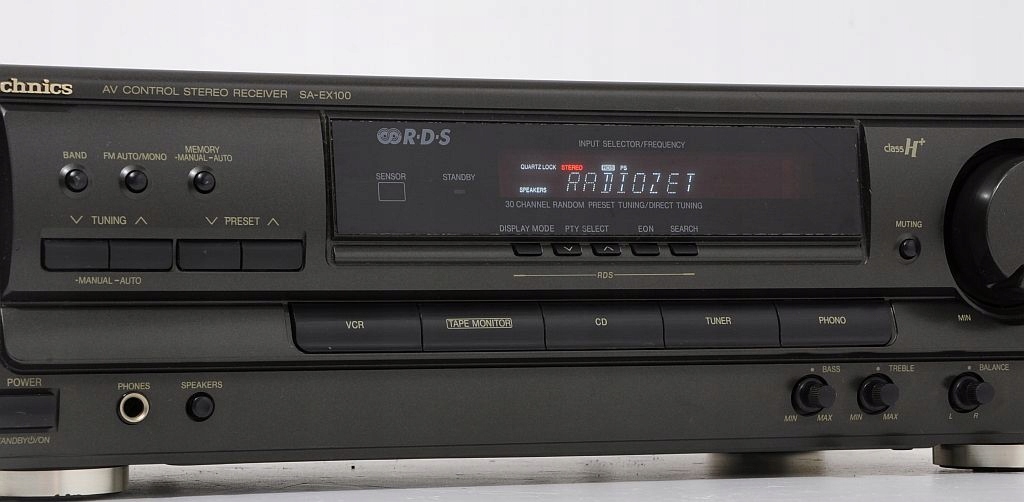 chnics AV CONTROL STEREO RECEIVER SA-EX100
R·D·S
INPUT SELECTOR/FREQUENCY
class H+
BAND FM AUTO/MONO MEMORY
-MANUAL -AUTO
QUARTZ LOCK STEREO RDS PS
SENSOR STANDBY
SPEAKERS RADIOZET
30 CHANNEL RANDOM PRESET TUNING/DIRECT TUNING
TUNING PRESET
DISPLAY MODE PTY SELECT EON SEARCH
MUTING
RDS
-MANUAL -AUTO
MIN
VCR TAPE MONITOR CD TUNER PHONO
POWER PHONES SPEAKERS
BASS TREBLE BALANCE
MIN MAX MIN MAX L R
TANDBY⏻/ON